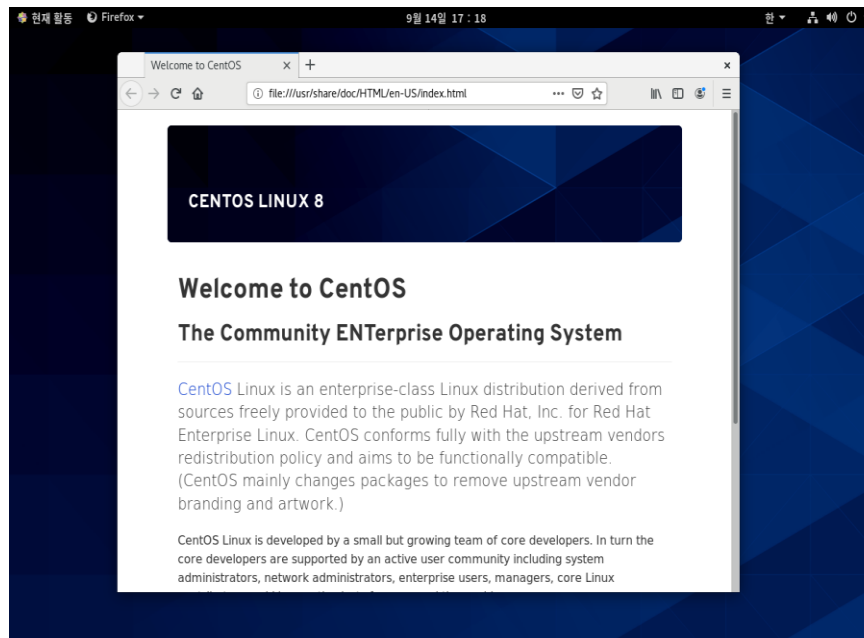 현재 활동 Firefox 9월 14일 17 : 18 한
Welcome to CentOS
file:///usr/share/doc/HTML/en-US/index.html
CENTOS LINUX 8
Welcome to CentOS
The Community ENTerprise Operating System
CentOS Linux is an enterprise-class Linux distribution derived from
sources freely provided to the public by Red Hat, Inc. for Red Hat
Enterprise Linux. CentOS conforms fully with the upstream vendors
redistribution policy and aims to be functionally compatible.
(CentOS mainly changes packages to remove upstream vendor
branding and artwork.)
CentOS Linux is developed by a small but growing team of core developers. In turn the
core developers are supported by an active user community including system
administrators, network administrators, enterprise users, managers, core Linux